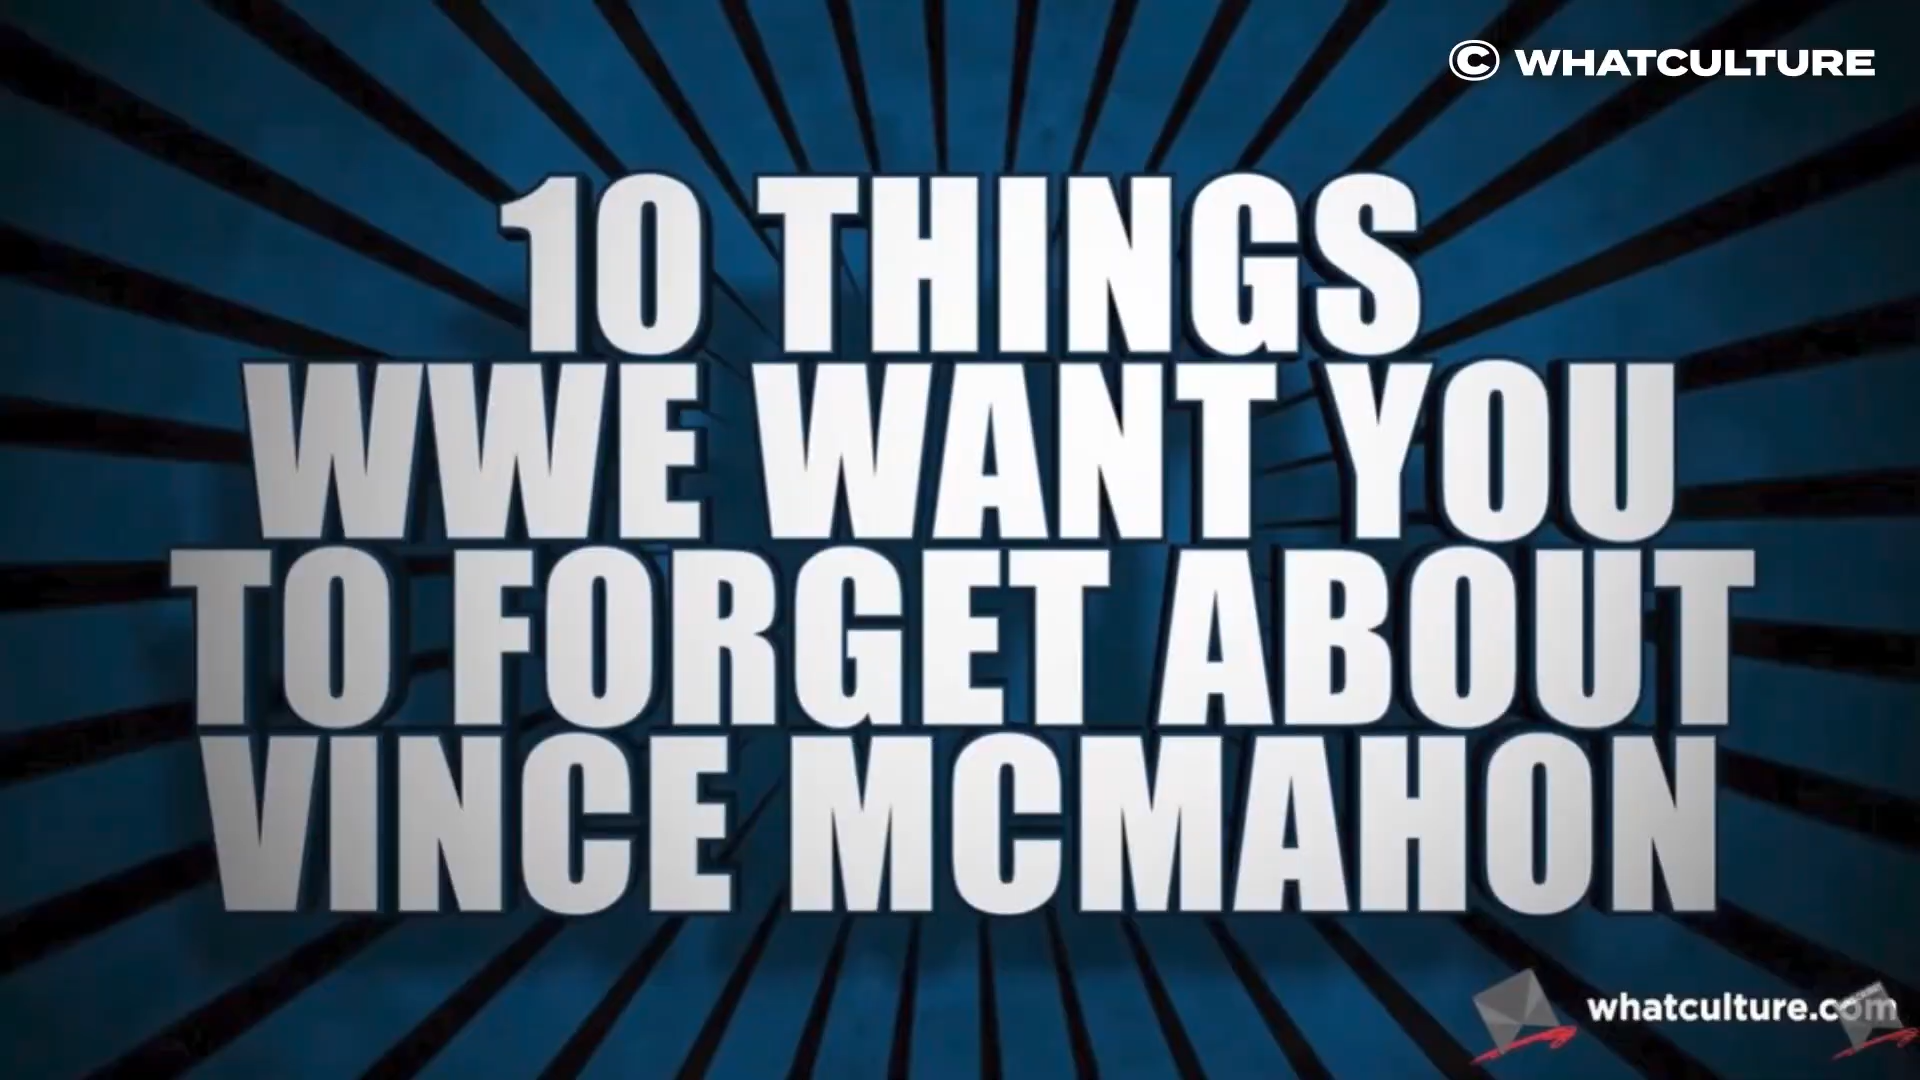 © WHATCULTURE
10 THINGS
WWE WANT YOU
TO FORGET ABOUT
VINCE MCMAHON
whatculture.com